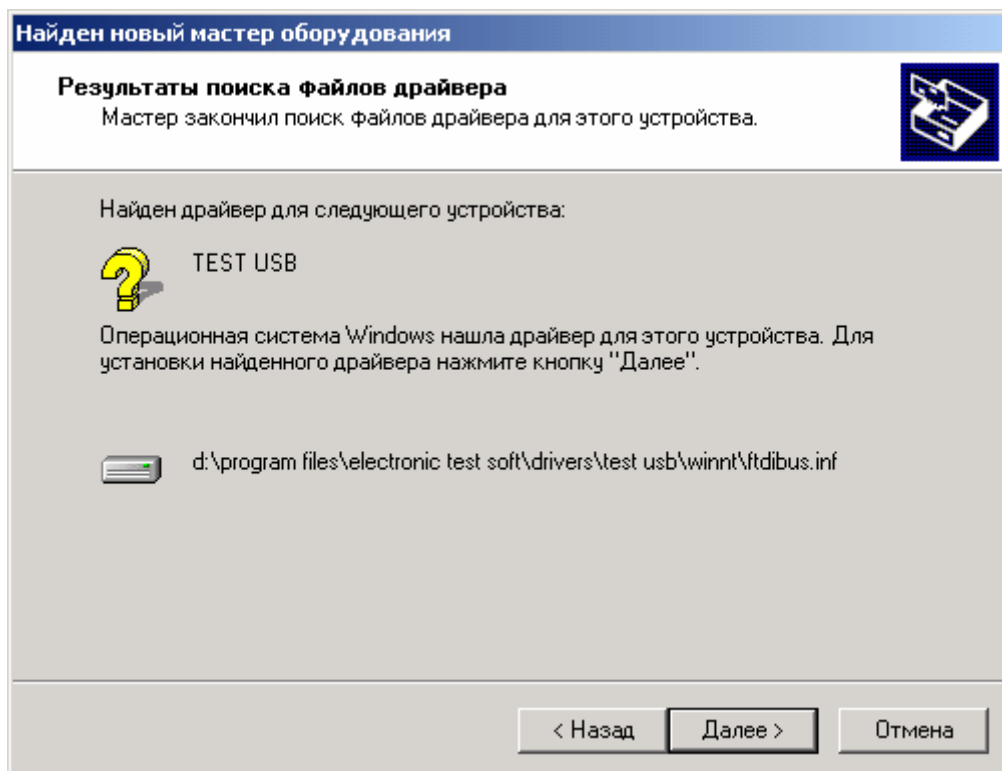 Найден новый мастер оборудования
Результаты поиска файлов драйвера
Мастер закончил поиск файлов драйвера для этого устройства.
Найден драйвер для следующего устройства:
TEST USB
Операционная система Windows нашла драйвер для этого устройства. Для
установки найденного драйвера нажмите кнопку "Далее".
d:\program files\electronic test soft\drivers\test usb\winnt\ftdibus.inf
< Назад
Далее >
Отмена